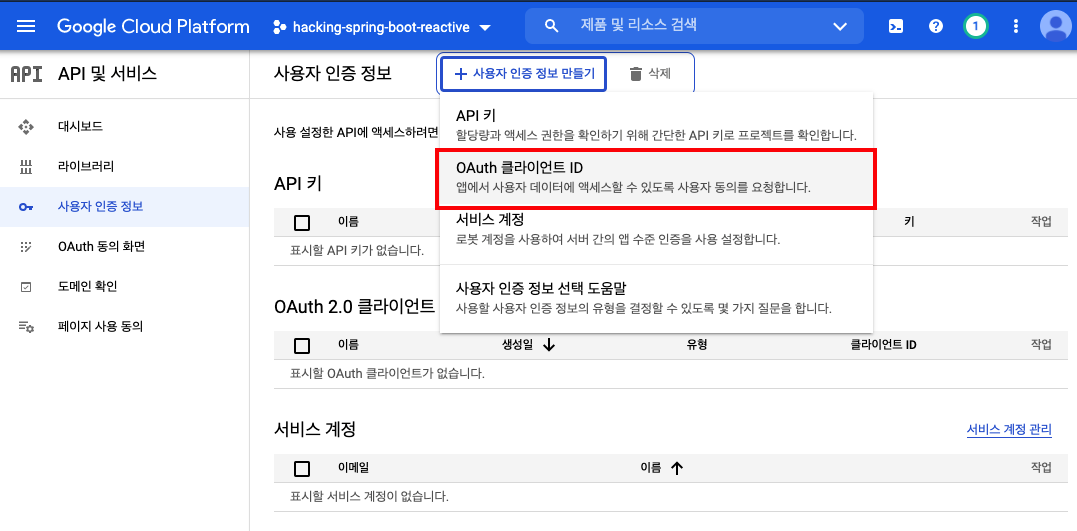 Google Cloud Platform
hacking-spring-boot-reactive
제품 및 리소스 검색
1
API
API 및 서비스
사용자 인증 정보
+ 사용자 인증 정보 만들기
삭제
대시보드
라이브러리
사용자 인증 정보
OAuth 동의 화면
도메인 확인
페이지 사용 동의
사용 설정한 API에 액세스하려면
API 키
할당량과 액세스 권한을 확인하기 위해 간단한 API 키로 프로젝트를 확인합니다.
OAuth 클라이언트 ID
앱에서 사용자 데이터에 액세스할 수 있도록 사용자 동의를 요청합니다.
서비스 계정
로봇 계정을 사용하여 서버 간의 앱 수준 인증을 사용 설정합니다.
사용자 인증 정보 선택 도움말
사용할 사용자 인증 정보의 유형을 결정할 수 있도록 몇 가지 질문을 합니다.
API 키
이름 키 작업
표시할 API 키가 없습니다.
OAuth 2.0 클라이언트
이름 생성일 유형 클라이언트 ID 작업
표시할 OAuth 클라이언트가 없습니다.
서비스 계정
서비스 계정 관리
이메일 이름 작업
표시할 서비스 계정이 없습니다.